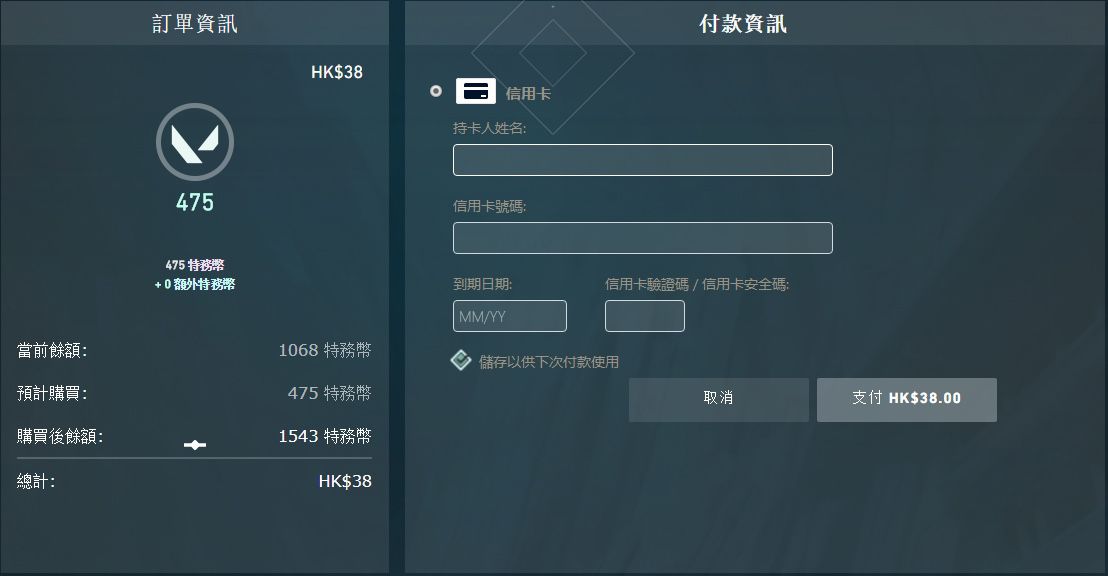 訂單資訊
HK$38
475
475 特務幣
+ 0 額外特務幣
當前餘額:
1068 特務幣
預計購買:
475 特務幣
購買後餘額:
1543 特務幣
總計:
HK$38
付款資訊
信用卡
持卡人姓名:
信用卡號碼:
到期日期:
信用卡驗證碼 / 信用卡安全碼:
MM/YY
儲存以供下次付款使用
取消
支付 HK$38.00